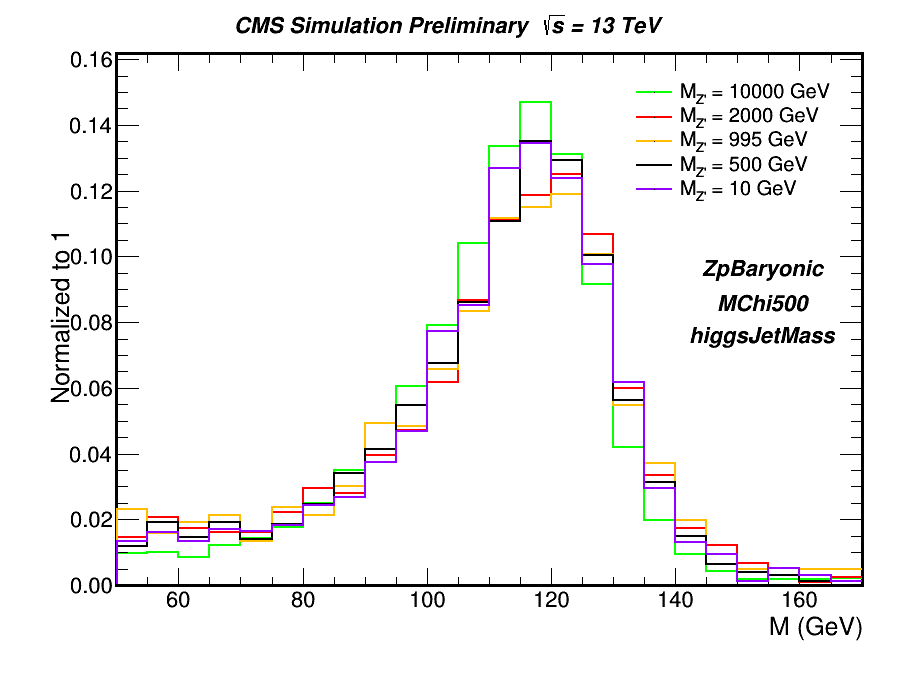 CMS Simulation Preliminary √s = 13 TeV
0.16
0.14
0.12
0.10
0.08
0.06
0.04
0.02
0.00
Normalized to 1
M_Z' = 10000 GeV
M_Z' = 2000 GeV
M_Z' = 995 GeV
M_Z' = 500 GeV
M_Z' = 10 GeV
ZpBaryonic
MChi500
higgsJetMass
60 80 100 120 140 160
M (GeV)